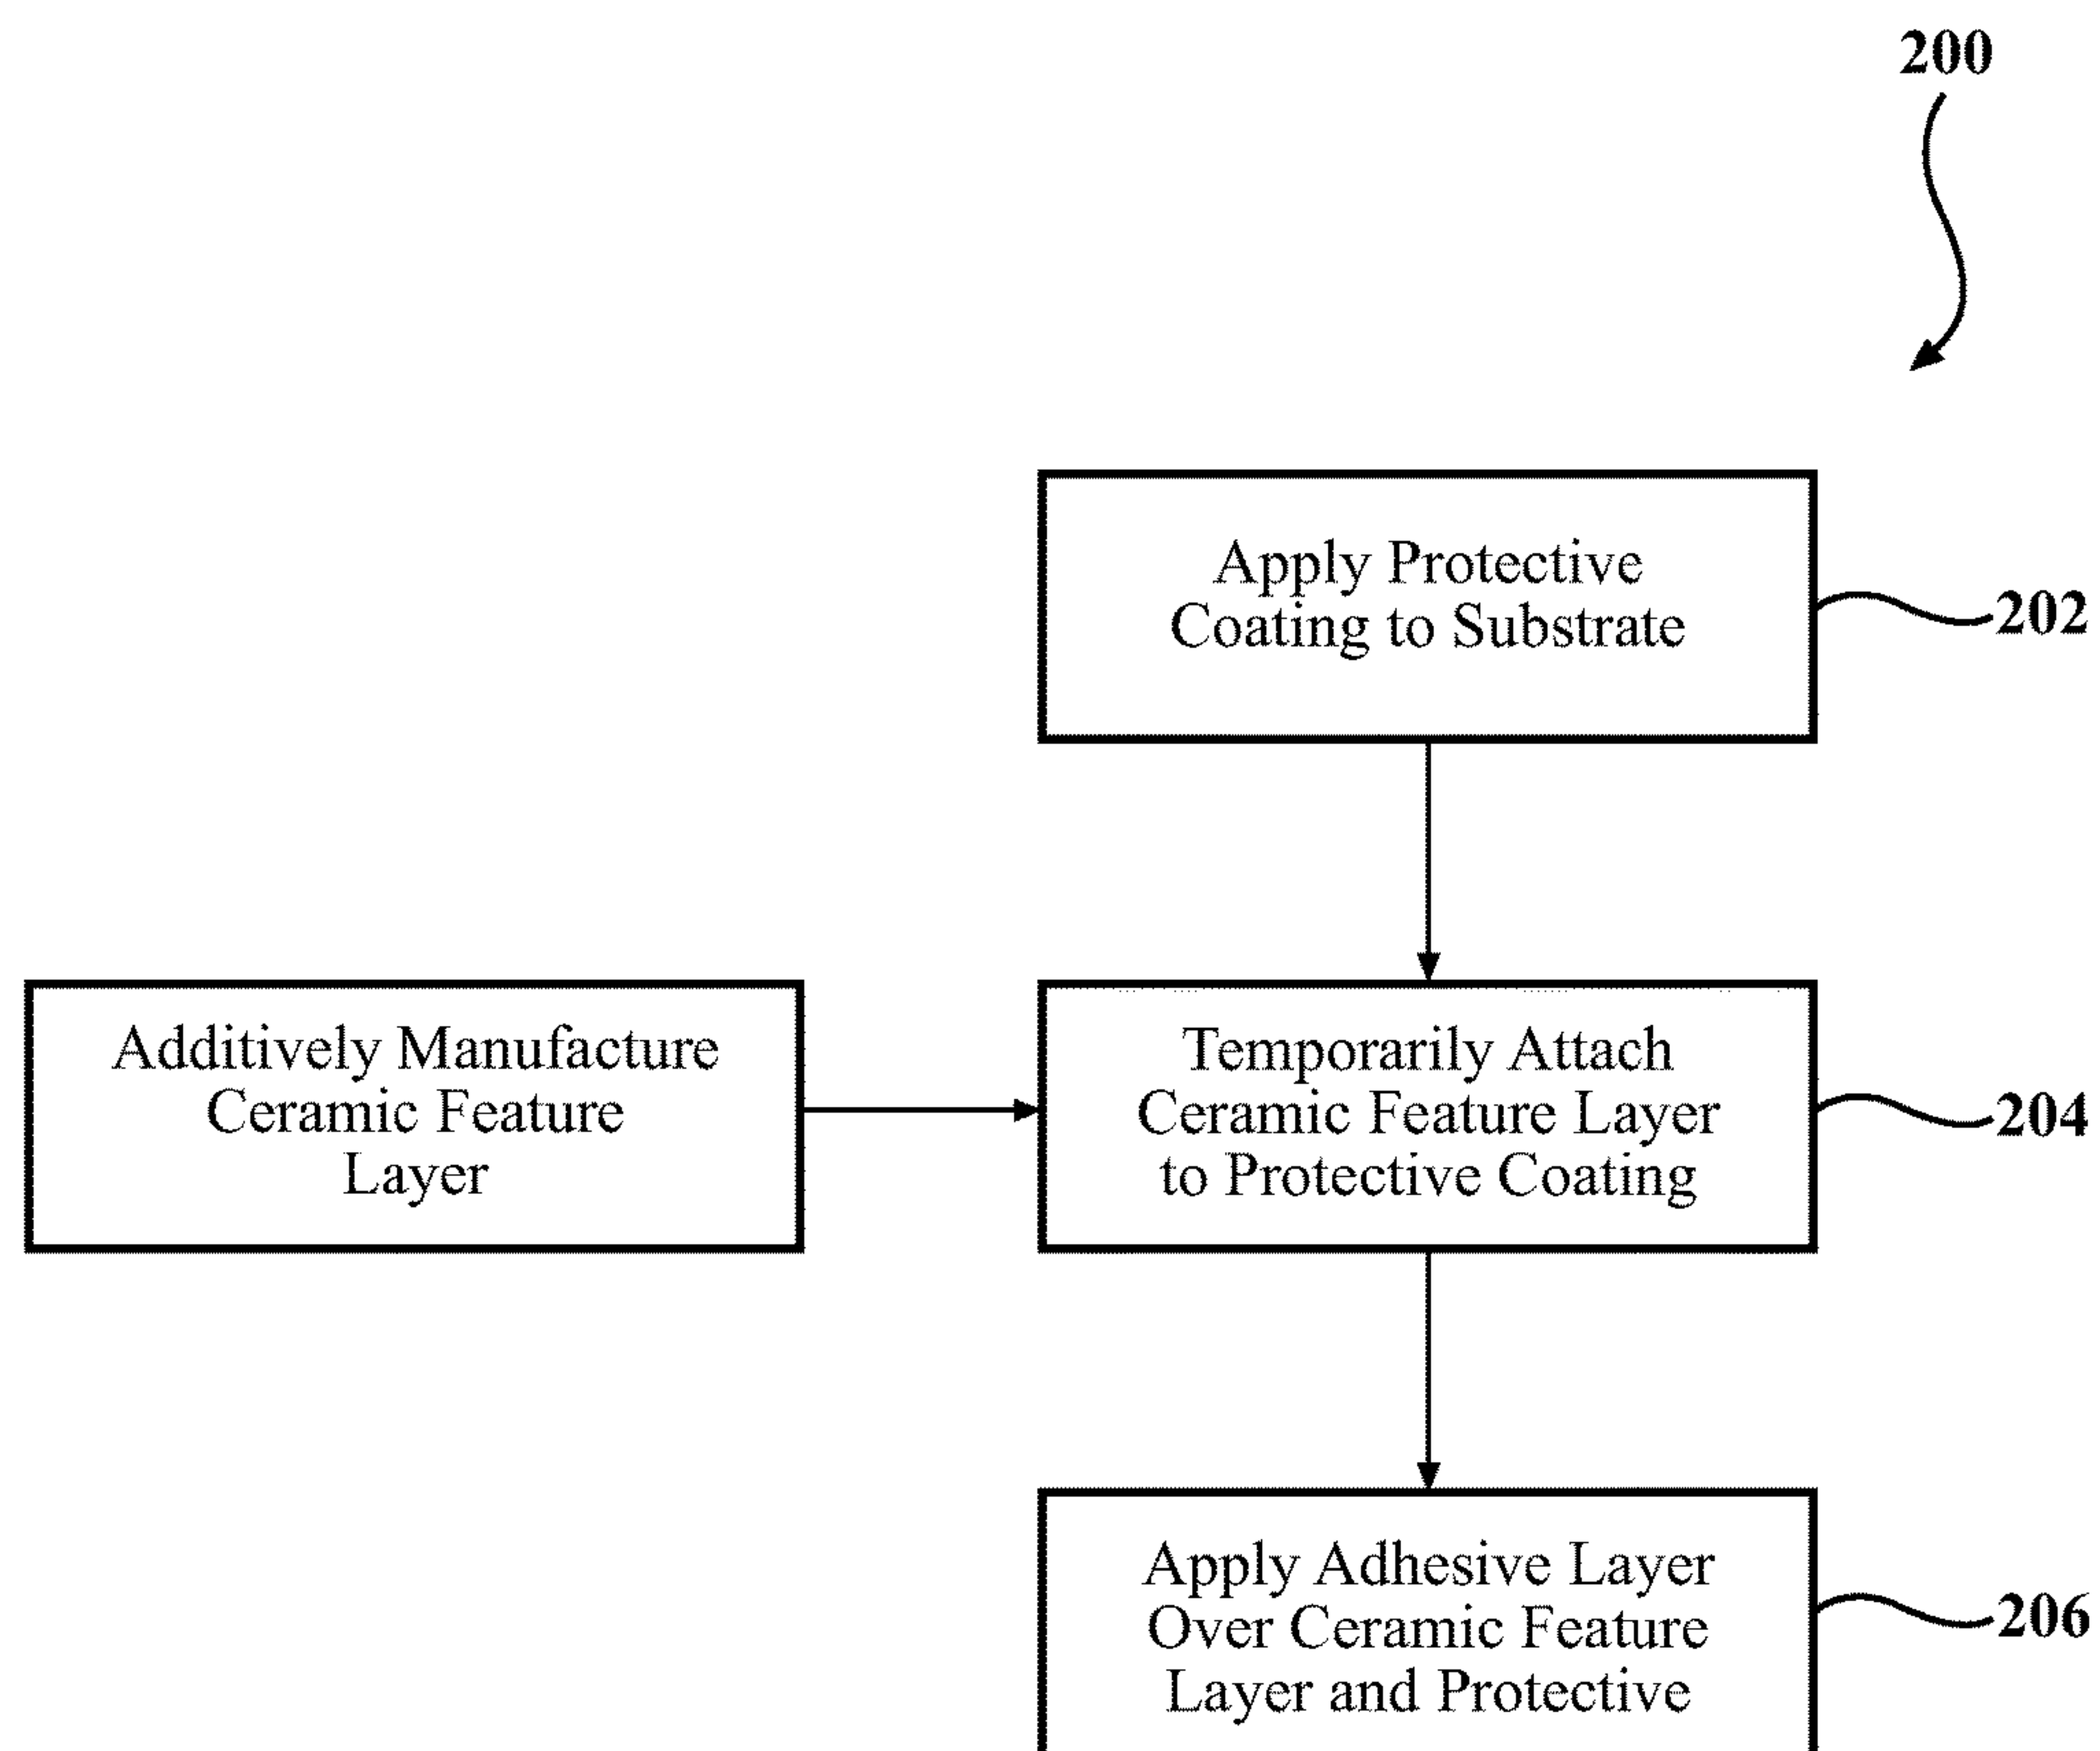 200
Apply Protective
Coating to Substrate
202
Additively Manufacture
Ceramic Feature
Layer
Temporarily Attach
Ceramic Feature Layer
to Protective Coating
204
Apply Adhesive Layer
Over Ceramic Feature
Layer and Protective
206